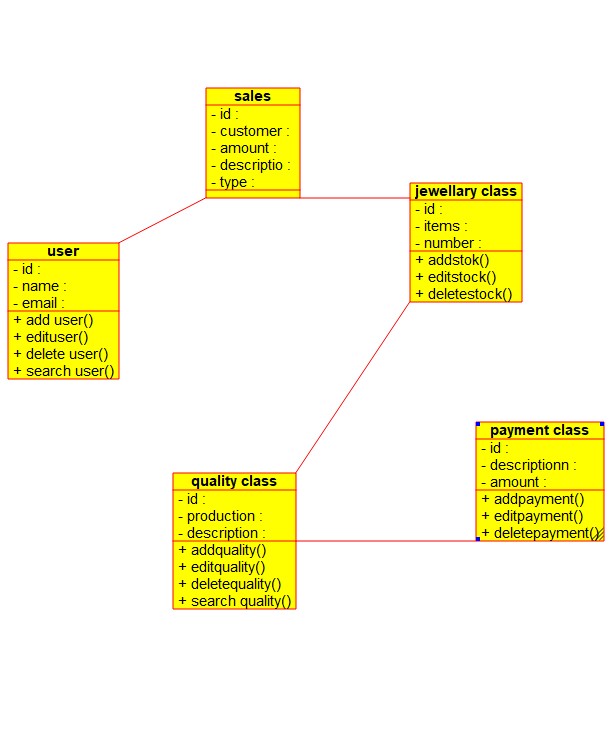 sales
- id :
- customer :
- amount :
- descriptio :
- type :
jewellary class
- id :
- items :
- number :
+ addstok()
+ editstock()
+ deletestock()
user
- id :
- name :
- email :
+ add user()
+ edituser()
+ delete user()
+ search user()
payment class
- id :
- descriptionn :
- amount :
+ addpayment()
+ editpayment()
+ deletepayment()
quality class
- id :
- production :
- description :
+ addquality()
+ editquality()
+ deletequality()
+ search quality()